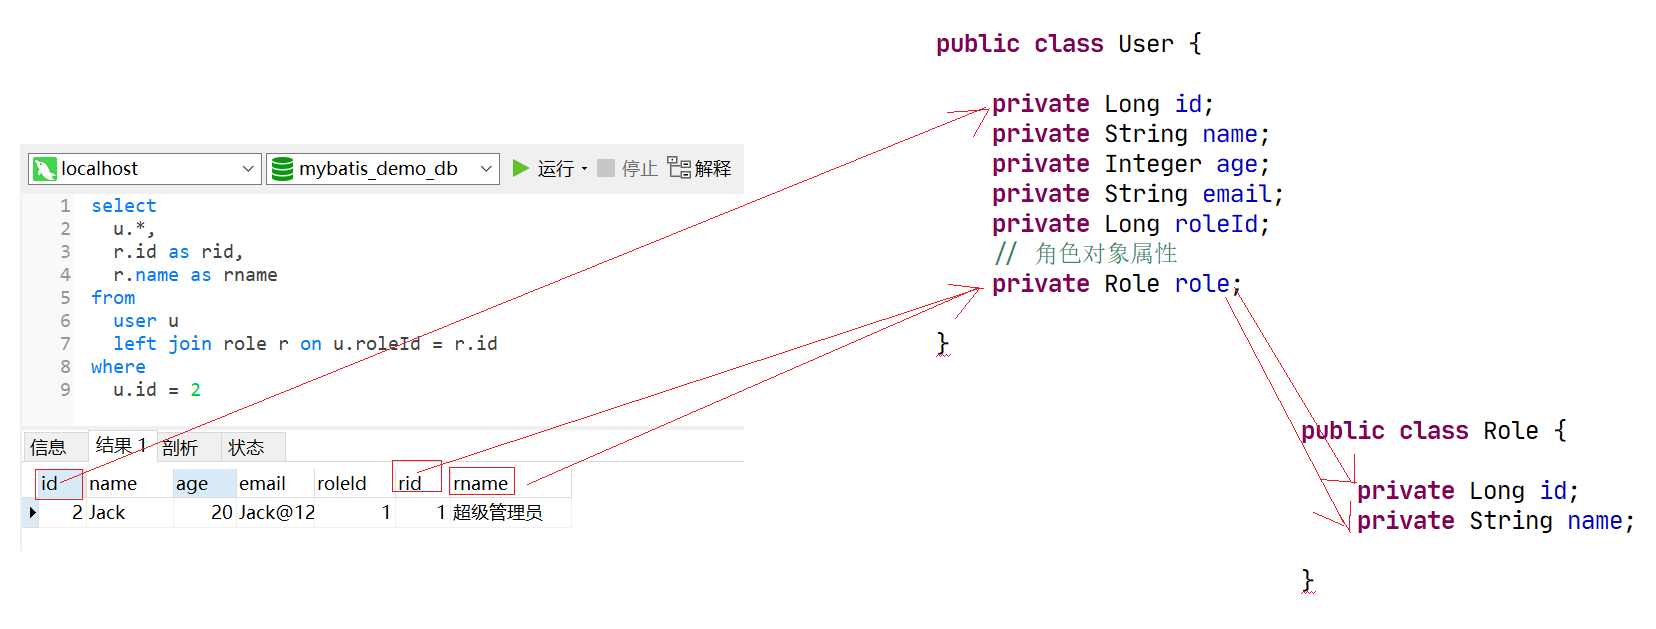 localhost
mybatis_demo_db
运行
停止
解释
1 select
2 u.*,
3 r.id as rid,
4 r.name as rname
5 from
6 user u
7 left join role r on u.roleId = r.id
8 where
9 u.id = 2
信息 结果 1 剖析 状态
id name age email roleId rid rname
2 Jack 20 Jack@12 1 1 超级管理员
public class User {
private Long id;
private String name;
private Integer age;
private String email;
private Long roleId;
// 角色对象属性
private Role role;
}
public class Role {
private Long id;
private String name;
}